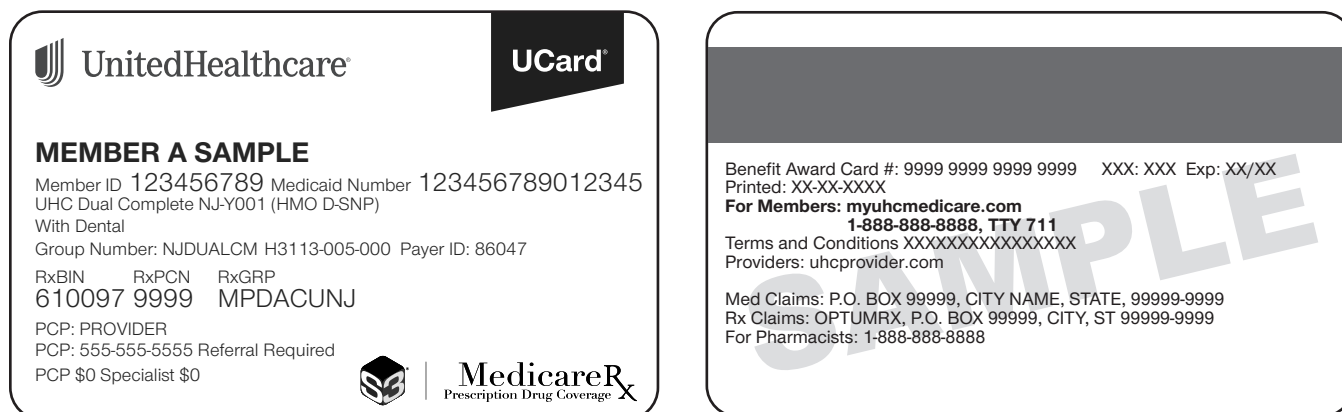 UnitedHealthcare®
UCard®
MEMBER A SAMPLE
Member ID 123456789 Medicaid Number 123456789012345
UHC Dual Complete NJ-Y001 (HMO D-SNP)
With Dental
Group Number: NJDUALCM H3113-005-000 Payer ID: 86047
RxBIN RxPCN RxGRP
610097 9999 MPDACUNJ
PCP: PROVIDER
PCP: 555-555-5555 Referral Required
PCP $0 Specialist $0
S3
MedicareRx
Prescription Drug Coverage
Benefit Award Card #: 9999 9999 9999 9999 XXX: XXX Exp: XX/XX
Printed: XX-XX-XXXX
For Members: myuhcmedicare.com
1-888-888-8888, TTY 711
Terms and Conditions XXXXXXXXXXXXXXXX
Providers: uhcprovider.com
Med Claims: P.O. BOX 99999, CITY NAME, STATE, 99999-9999
Rx Claims: OPTUMRX, P.O. BOX 99999, CITY, ST 99999-9999
For Pharmacists: 1-888-888-8888
SAMPLE